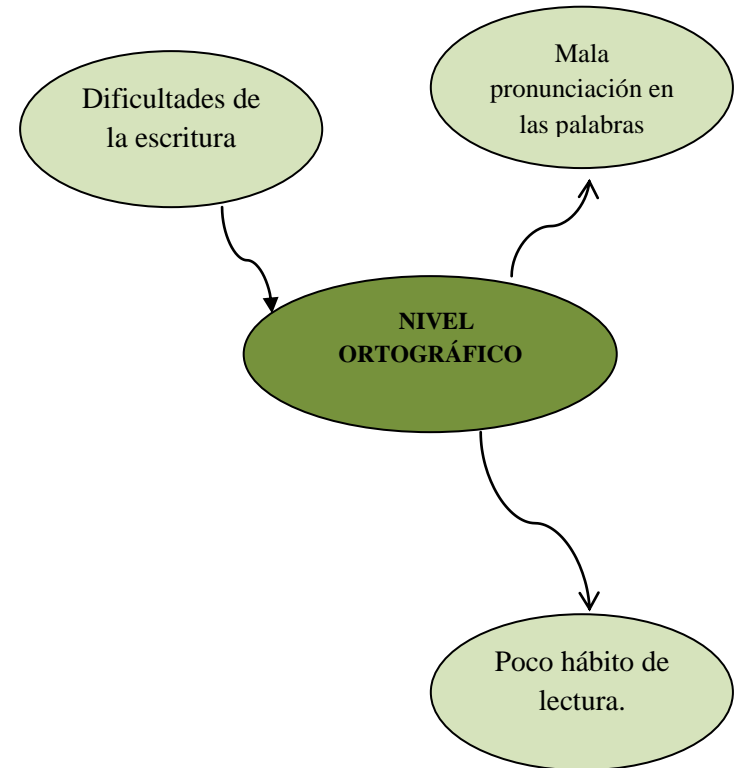 Dificultades de
la escritura
Mala
pronunciación en
las palabras
NIVEL
ORTOGRÁFICO
Poco hábito de
lectura.